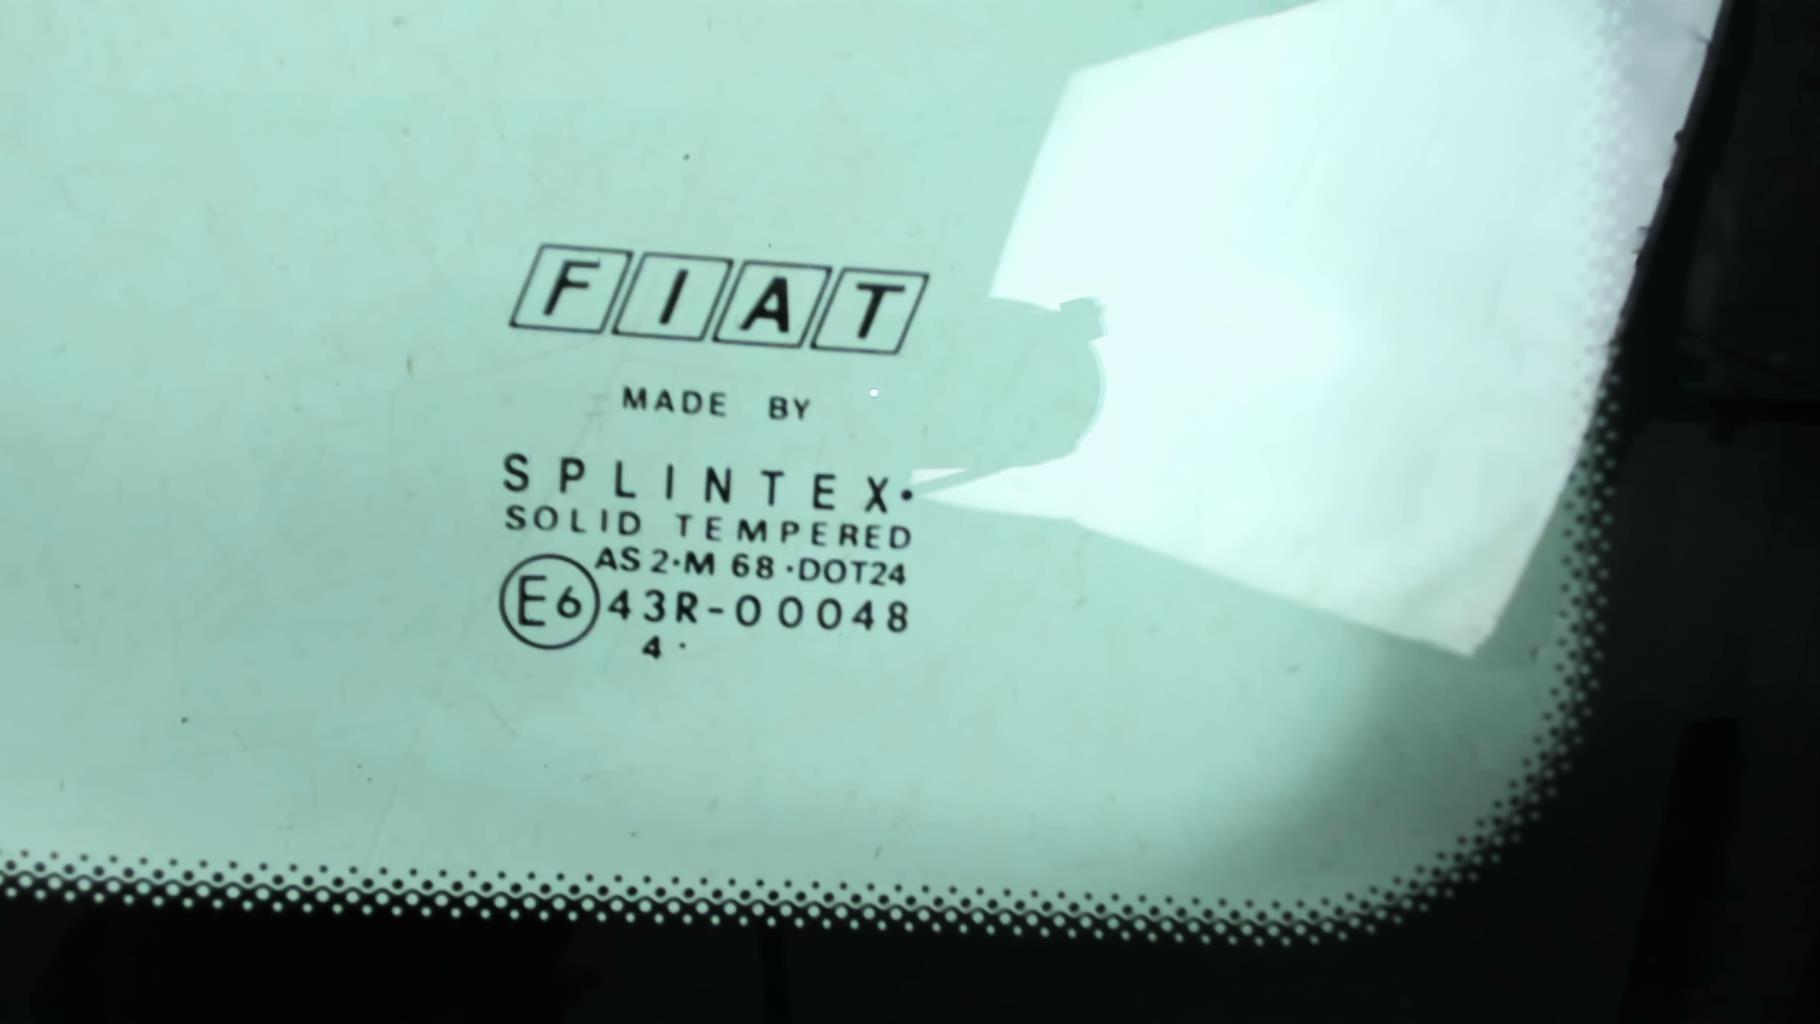 FIAT
MADE BY
SPLINTEX·
SOLID TEMPERED
AS 2·M 68 ·DOT24
E6 43R-00048
4 ·